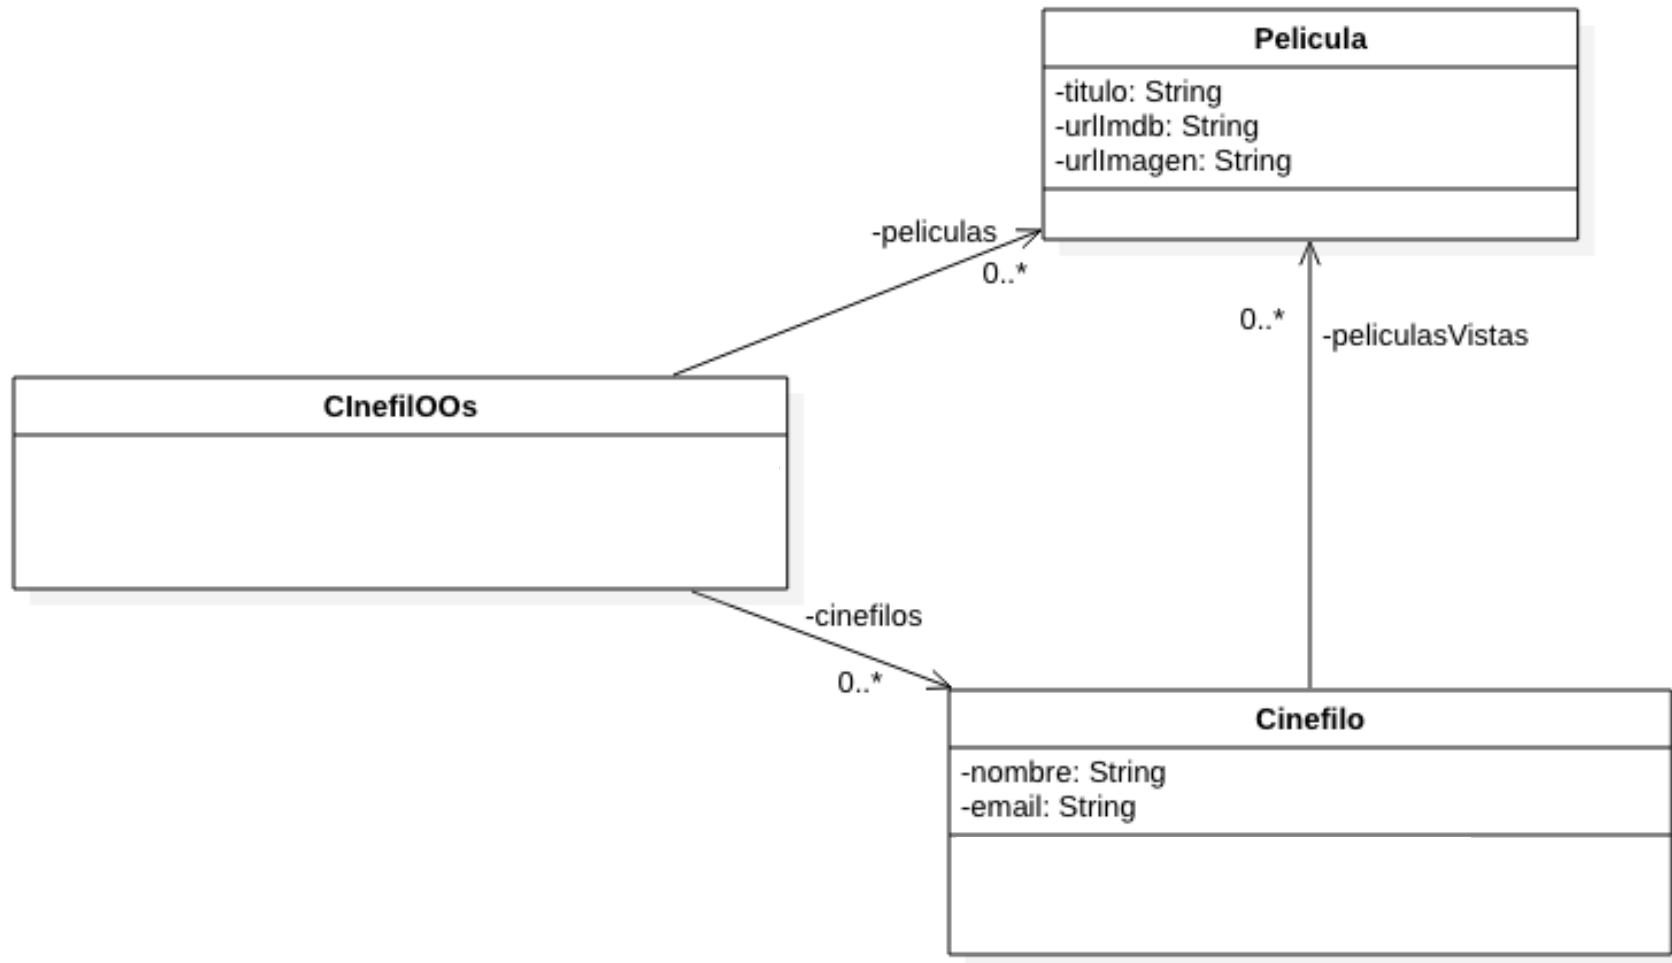 Pelicula
-titulo: String
-urlImdb: String
-urlImagen: String
-peliculas
0..*
0..*
-peliculasVistas
CInefilOOs
-cinefilos
0..*
Cinefilo
-nombre: String
-email: String